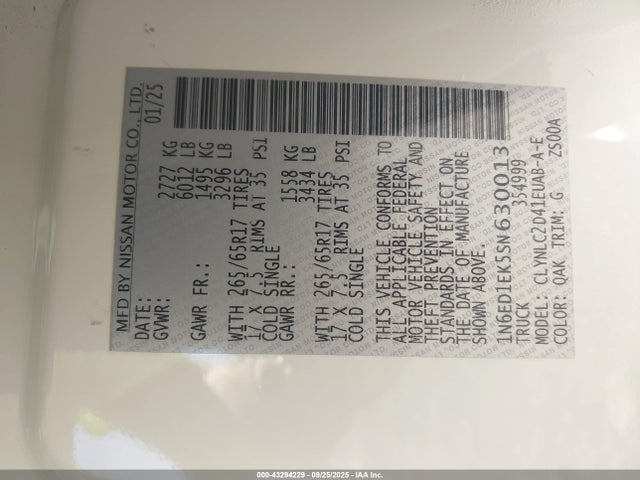 MFD BY NISSAN MOTOR CO., LTD.
DATE: 01/25
GVWR: 2727 KG
6012 LB
GAWR FR.: 1495 KG
3296 LB
WITH 265/65R17 TIRES
17 X 7.5 RIMS AT 35 PSI
COLD SINGLE
GAWR RR.: 1558 KG
3434 LB
WITH 265/65R17 TIRES
17 X 7.5 RIMS AT 35 PSI
COLD SINGLE
THIS VEHICLE CONFORMS TO
ALL APPLICABLE FEDERAL
MOTOR VEHICLE SAFETY AND
THEFT PREVENTION
STANDARDS IN EFFECT ON
THE DATE OF MANUFACTURE
SHOWN ABOVE.
1N6ED1EK5SN630013
TRUCK 354999
MODEL: CLYNLC2D41EUAB-A-E
COLOR: QAK TRIM: G ZS00A
000-43294229 - 09/25/2025 - IAA Inc.